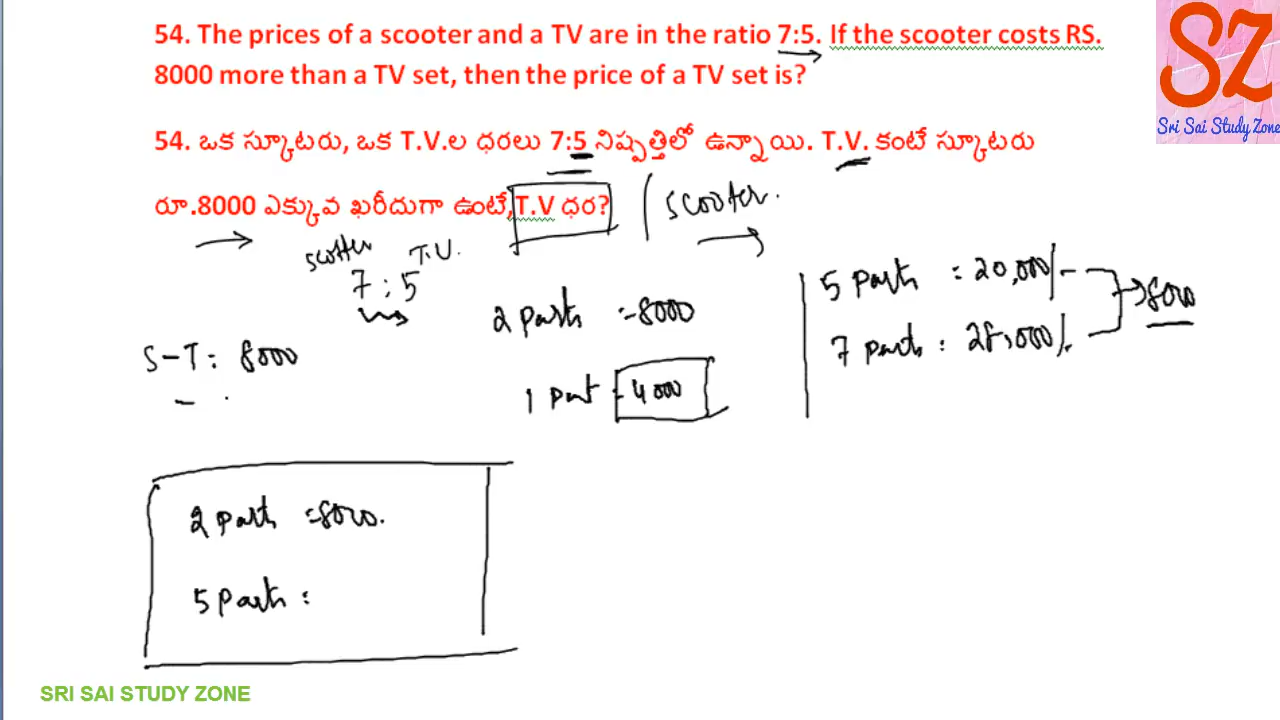 54. The prices of a scooter and a TV are in the ratio 7:5. If the scooter costs RS.
8000 more than a TV set, then the price of a TV set is?
SZ
Sri Sai Study Zone
54. ఒక స్కూటరు, ఒక T.V.ల ధరలు 7:5 నిష్పత్తిలో ఉన్నాయి. T.V. కంటే స్కూటరు
రూ.8000 ఎక్కువ ఖరీదుగా ఉంటే,T.V ధర?
scooter.
scotter T.V.
7 : 5
2 parts = 8000
5 parts = 20,000/-
8000
7 parts = 28,000/-
S-T = 8000
1 part = 4000
2 parts = 8000.
5 parts =
SRI SAI STUDY ZONE